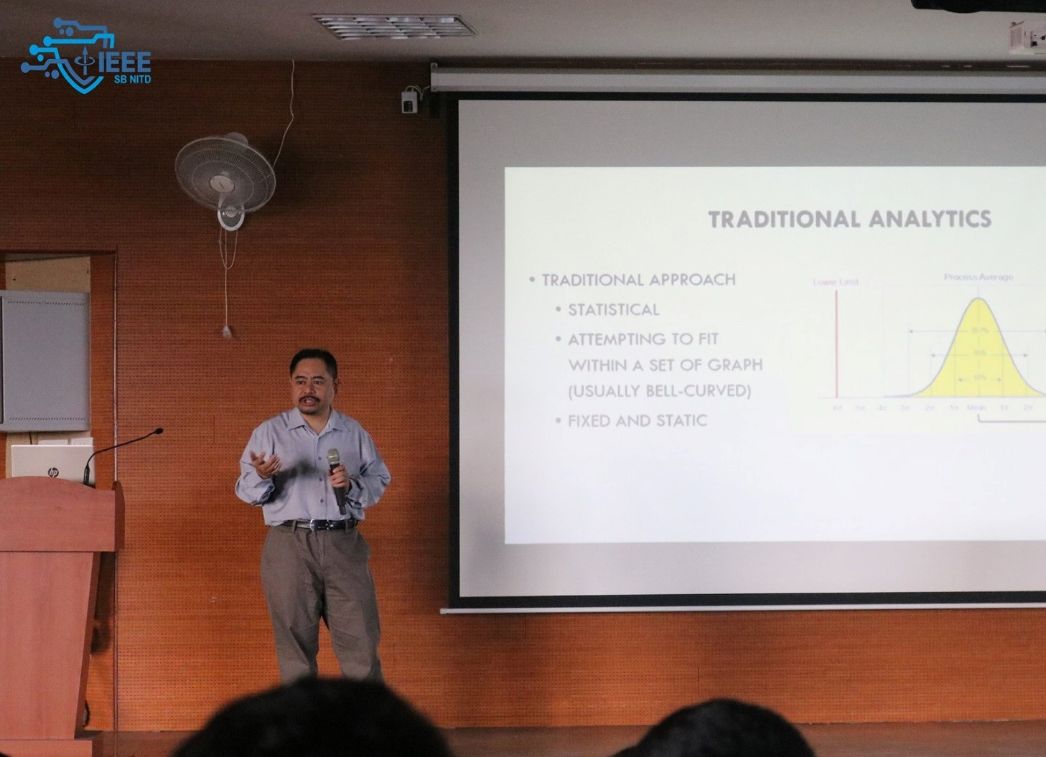 IEEE
SB NITD
TRADITIONAL ANALYTICS
• TRADITIONAL APPROACH
• STATISTICAL
• ATTEMPTING TO FIT
WITHIN A SET OF GRAPH
(USUALLY BELL-CURVED)
• FIXED AND STATIC
Lower Limit
Process Average
Mean
hp